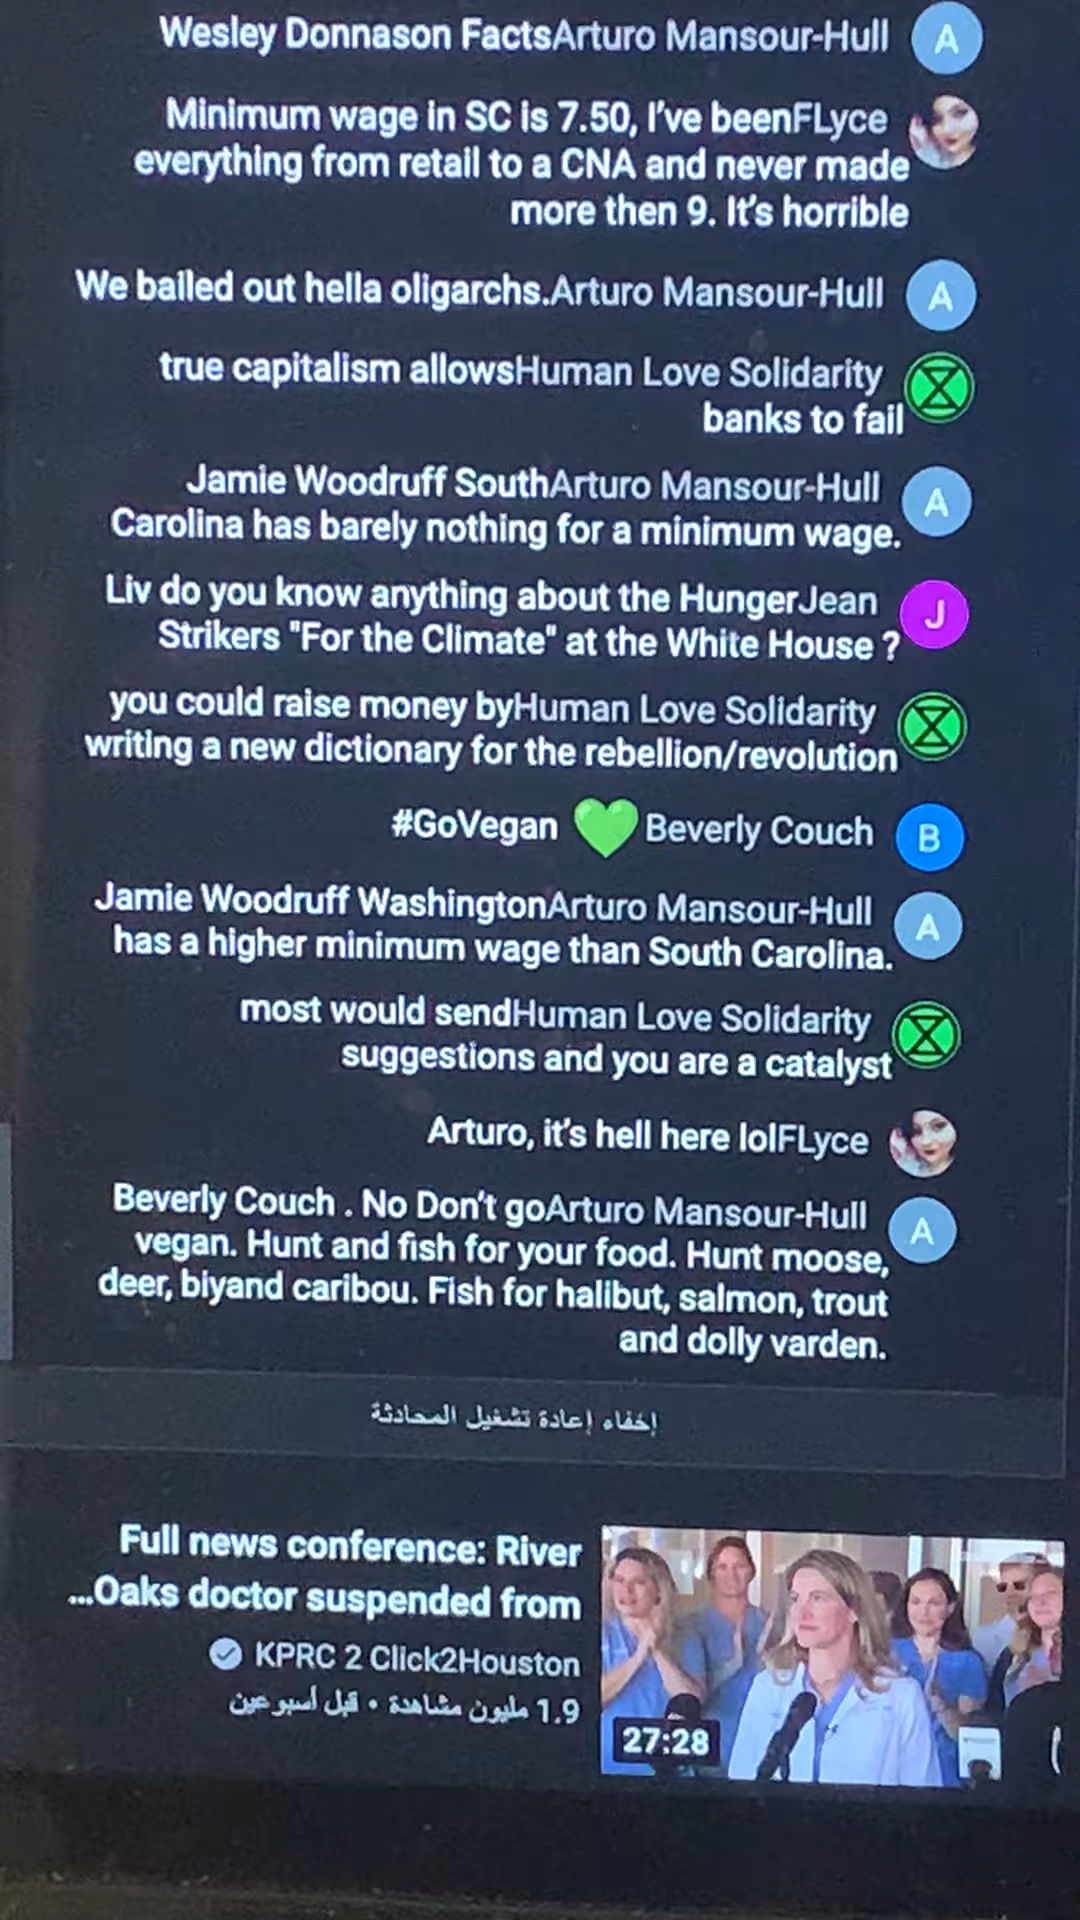 Wesley Donnason FactsArturo Mansour-Hull
A
Minimum wage in SC is 7.50, I've beenFLyce
everything from retail to a CNA and never made
more then 9. It's horrible
We bailed out hella oligarchs.Arturo Mansour-Hull
A
true capitalism allowsHuman Love Solidarity
banks to fail
Jamie Woodruff SouthArturo Mansour-Hull
A
Carolina has barely nothing for a minimum wage.
Liv do you know anything about the HungerJean
J
Strikers "For the Climate" at the White House ?
you could raise money byHuman Love Solidarity
writing a new dictionary for the rebellion/revolution
#GoVegan 💚 Beverly Couch
B
Jamie Woodruff WashingtonArturo Mansour-Hull
A
has a higher minimum wage than South Carolina.
most would sendHuman Love Solidarity
suggestions and you are a catalyst
Arturo, it's hell here lolFLyce
Beverly Couch . No Don't goArturo Mansour-Hull
A
vegan. Hunt and fish for your food. Hunt moose,
deer, biyand caribou. Fish for halibut, salmon, trout
and dolly varden.
إخفاء إعادة تشغيل المحادثة
Full news conference: River
...Oaks doctor suspended from
KPRC 2 Click2Houston
1.9 مليون مشاهدة • قبل أسبوعين
27:28